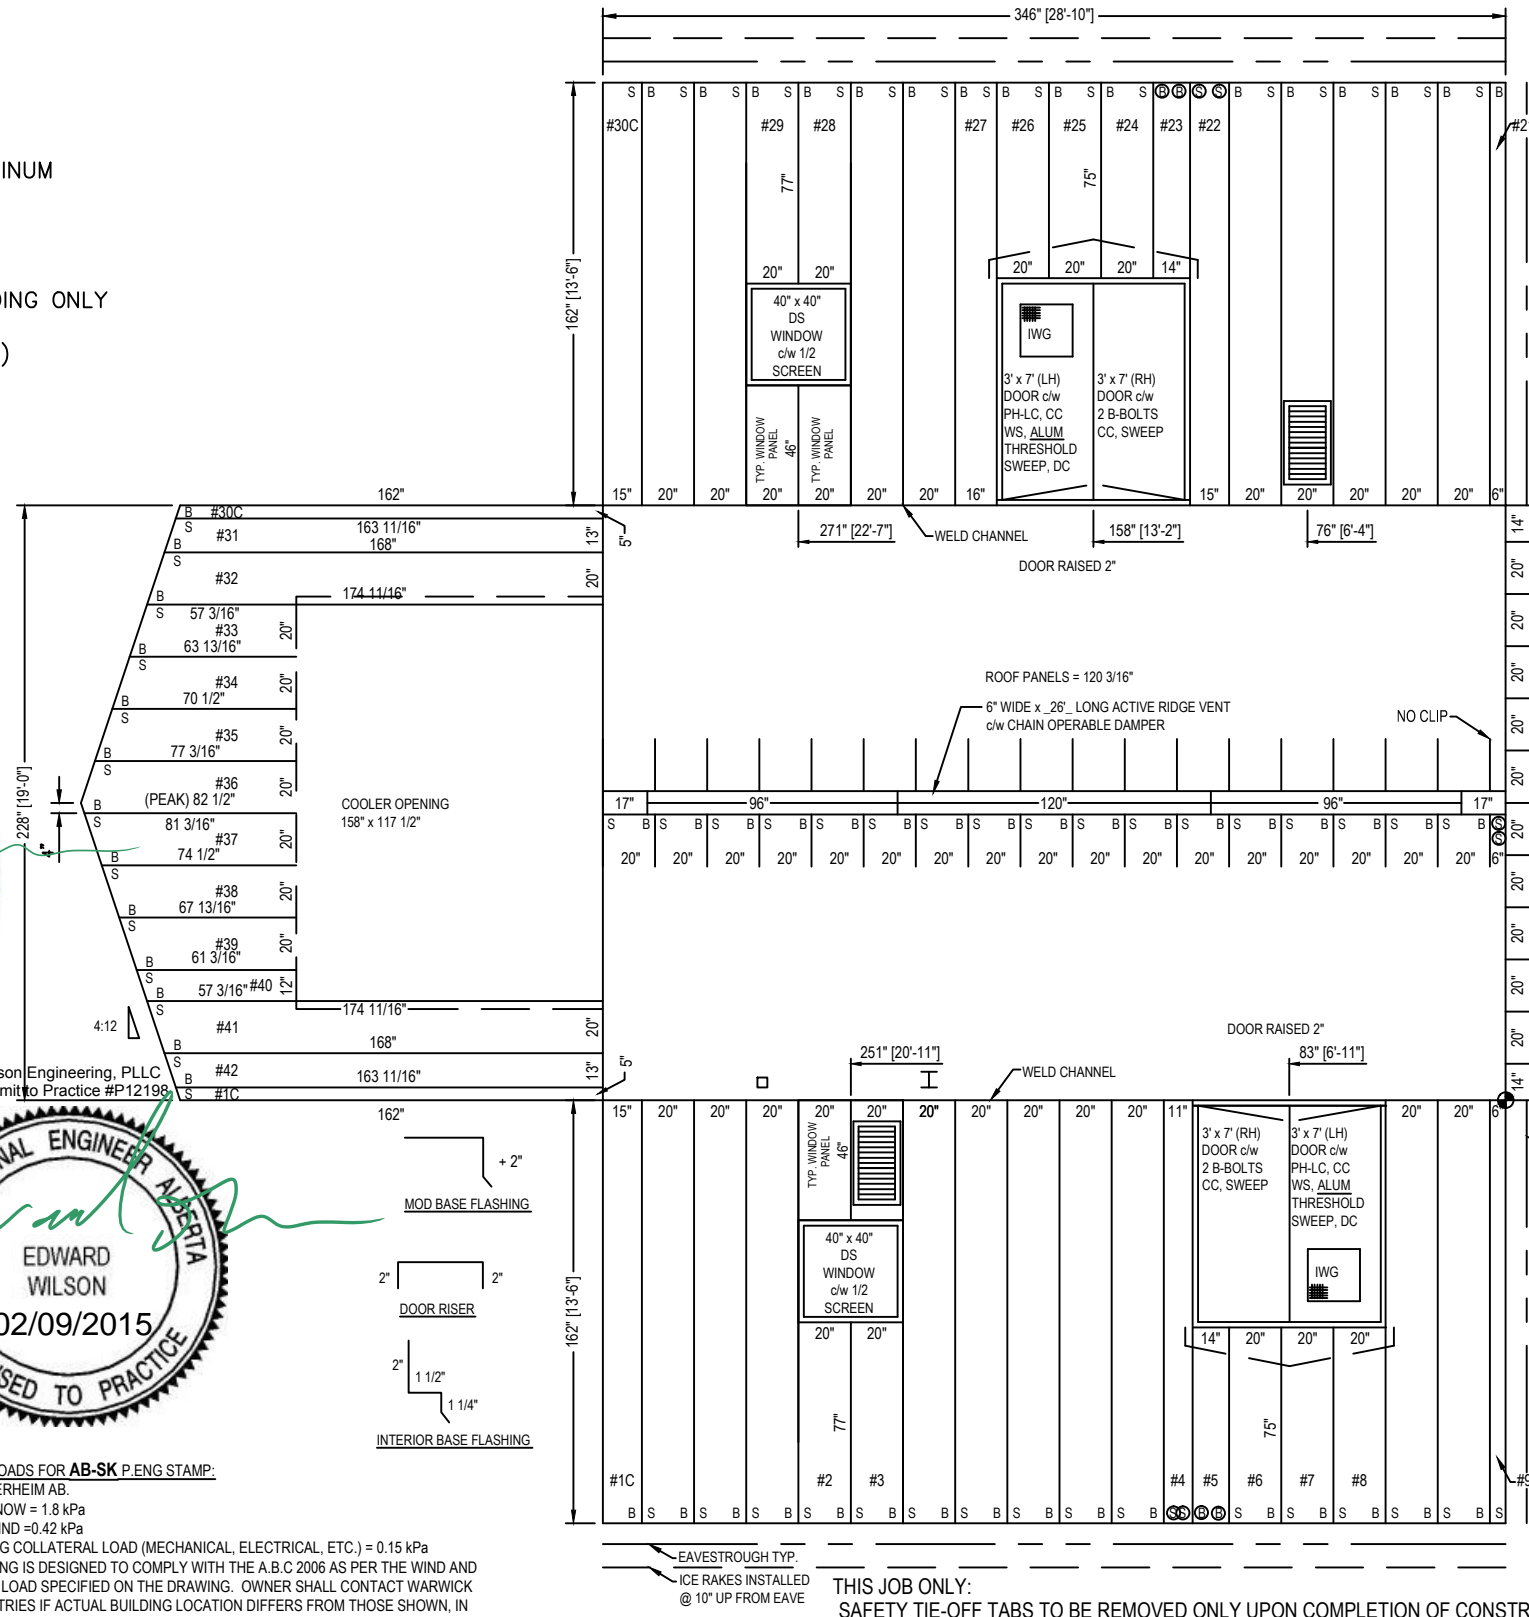 346" [28'-10"]
S B S B S B S B S B S B S B S B S B S B S B B S S B S B S B S B S B S B
#30C #29 #28 #27 #26 #25 #24 #23 #22
INUM
77"
75"
162" [13'-6"]
DING ONLY
)
20" 20"
20" 20" 20" 14"
40" x 40"
DS
WINDOW
c/w 1/2
SCREEN
IWG
3' x 7' (LH)
DOOR c/w
PH-LC, CC
WS, ALUM
THRESHOLD
SWEEP, DC
3' x 7' (RH)
DOOR c/w
2 B-BOLTS
CC, SWEEP
TYP. WINDOW
PANEL
46"
TYP. WINDOW
PANEL
15" 20" 20" 20" 20" 20" 20" 16" 15" 20" 20" 20" 20" 20" 6"
162"
B #30C
S 163 11/16" 13" 5"
#31
B 168"
S
#32 20"
B 174 11/16"
S 57 3/16"
#33 20"
B 63 13/16"
S
#34 20"
B 70 1/2"
S
#35 20"
B 77 3/16"
S
#36 20"
B (PEAK) 82 1/2"
S 81 3/16"
#37 20"
B 74 1/2"
S
#38 20"
B 67 13/16"
S
#39 20"
B 61 3/16"
S
B 57 3/16" #40 12"
S 174 11/16"
#41 20"
B 168"
S
#42 13" 5"
B 163 11/16"
S #1C
162"
228" [19'-0"]
4"
4:12
COOLER OPENING
158" x 117 1/2"
271" [22'-7"]
WELD CHANNEL
158" [13'-2"]
76" [6'-4"]
DOOR RAISED 2"
ROOF PANELS = 120 3/16"
6" WIDE x _26'_ LONG ACTIVE RIDGE VENT
c/w CHAIN OPERABLE DAMPER
NO CLIP
17" 96" 120" 96" 17"
S B S B S B S B S B S B S B S B S B S B S B S B S B S B S B S B S B S
S
20" 20" 20" 20" 20" 20" 20" 20" 20" 20" 20" 20" 20" 20" 20" 20" 20" 6"
14"
20"
20"
20"
20"
20"
20"
20"
20"
20"
20"
14"
DOOR RAISED 2"
251" [20'-11"]
83" [6'-11"]
WELD CHANNEL
15" 20" 20" 20" 20" 20" 20" 20" 20" 20" 20" 11" 20" 20" 6"
TYP. WINDOW
PANEL
46"
3' x 7' (RH)
DOOR c/w
2 B-BOLTS
CC, SWEEP
3' x 7' (LH)
DOOR c/w
PH-LC, CC
WS, ALUM
THRESHOLD
SWEEP, DC
IWG
40" x 40"
DS
WINDOW
c/w 1/2
SCREEN
20" 20"
14" 20" 20" 20"
162" [13'-6"]
77"
75"
#1C #2 #3 #4 #5 #6 #7 #8
B S B S B S B S B S B S B S B S B S B S B S S B B S B S B S B S B S B S
son Engineering, PLLC
mit to Practice #P12198
NAL ENGINEER ALBERTA
EDWARD
WILSON
02/09/2015
SED TO PRACTICE
+ 2"
MOD BASE FLASHING
2" 2"
DOOR RISER
2"
1 1/2"
1 1/4"
INTERIOR BASE FLASHING
OADS FOR AB-SK P.ENG STAMP:
ERHEIM AB.
NOW = 1.8 kPa
IND =0.42 kPa
G COLLATERAL LOAD (MECHANICAL, ELECTRICAL, ETC.) = 0.15 kPa
NG IS DESIGNED TO COMPLY WITH THE A.B.C 2006 AS PER THE WIND AND
LOAD SPECIFIED ON THE DRAWING. OWNER SHALL CONTACT WARWICK
TRIES IF ACTUAL BUILDING LOCATION DIFFERS FROM THOSE SHOWN, IN
EAVESTROUGH TYP.
ICE RAKES INSTALLED
@ 10" UP FROM EAVE
THIS JOB ONLY:
SAFETY TIE-OFF TABS TO BE REMOVED ONLY UPON COMPLETION OF CONSTR